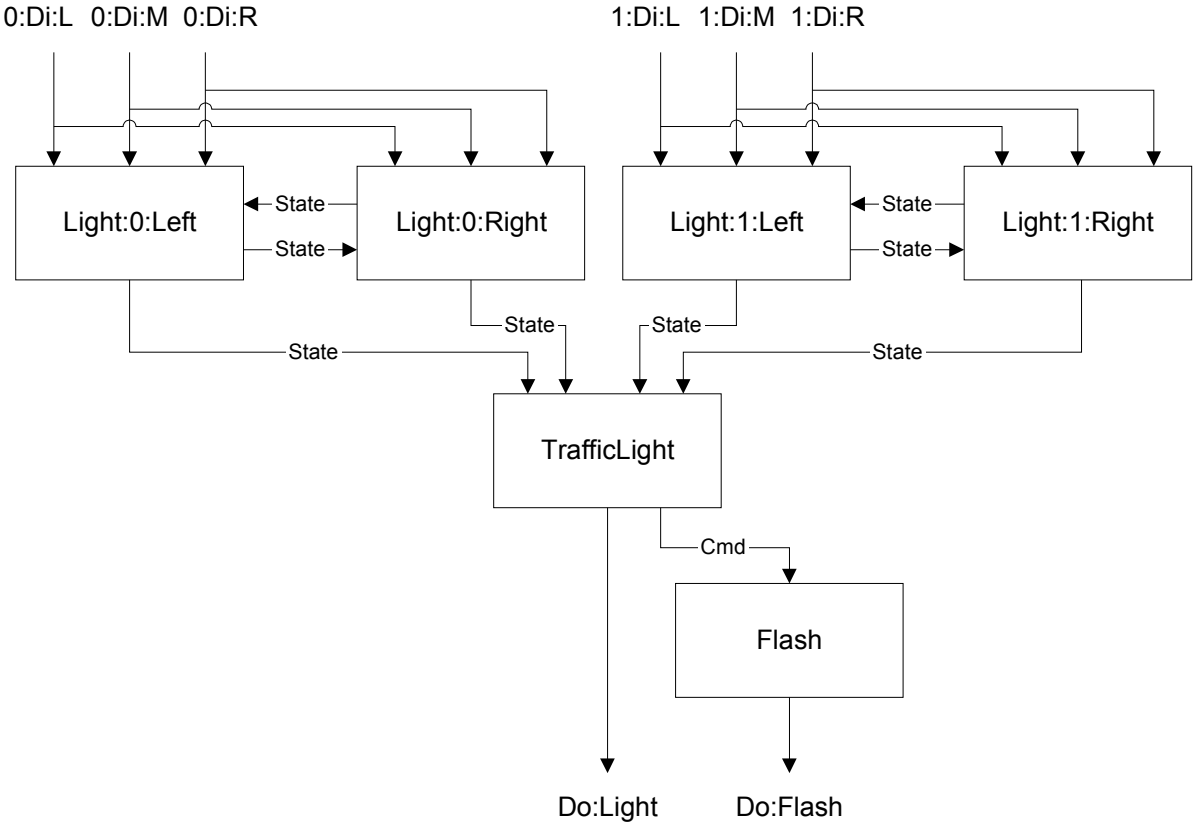 0:Di:L 0:Di:M 0:Di:R 1:Di:L 1:Di:M 1:Di:R
Light:0:Left State Light:0:Right Light:1:Left State Light:1:Right
State State
State State
State State
TrafficLight
Cmd
Flash
Do:Light Do:Flash